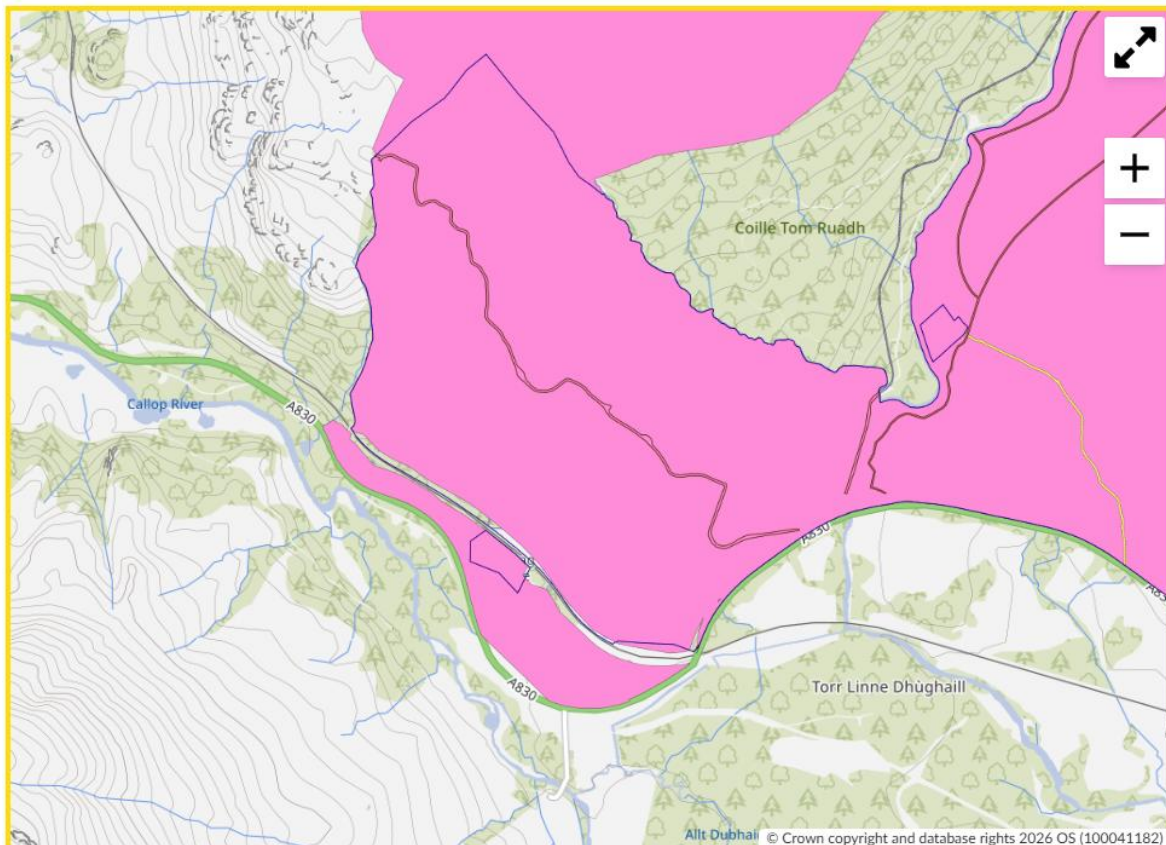 Coille Tom Ruadh
Callop River
A830
A830
A830
Torr Linne Dhùghaill
Allt Dubhai
© Crown copyright and database rights 2026 OS (100041182)